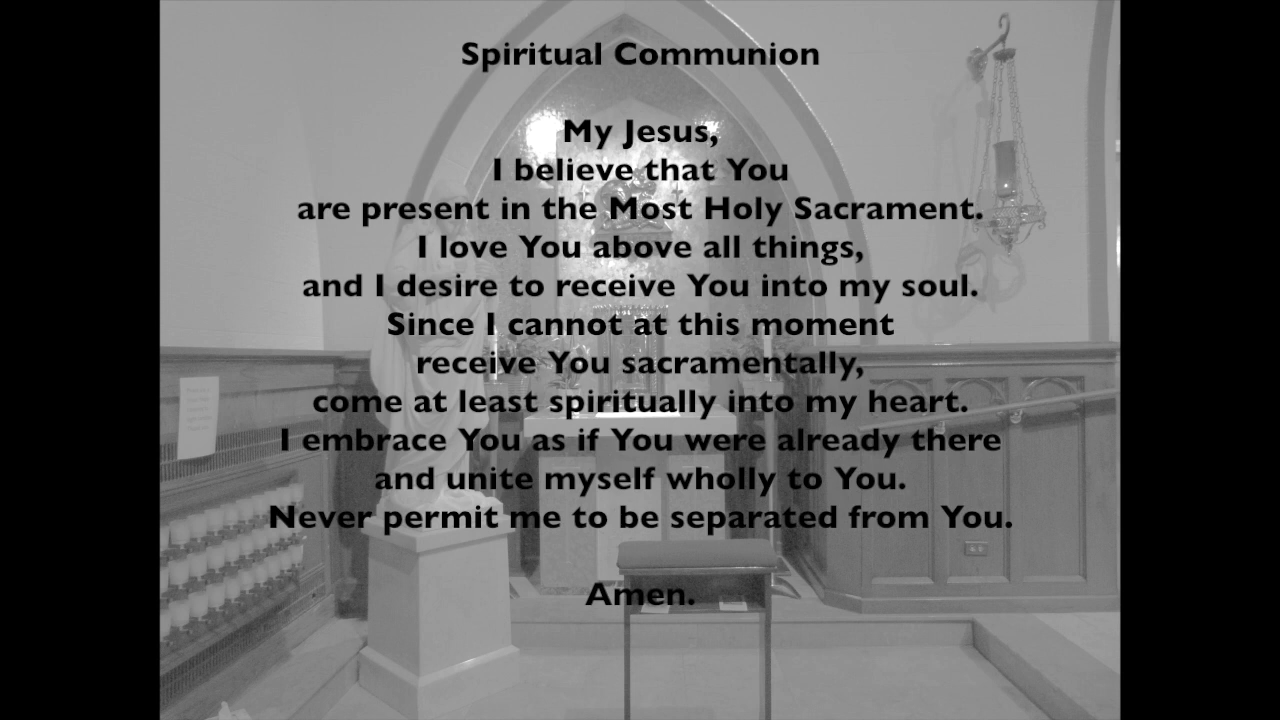 Spiritual Communion
My Jesus,
I believe that You
are present in the Most Holy Sacrament.
I love You above all things,
and I desire to receive You into my soul.
Since I cannot at this moment
receive You sacramentally,
come at least spiritually into my heart.
I embrace You as if You were already there
and unite myself wholly to You.
Never permit me to be separated from You.
Amen.